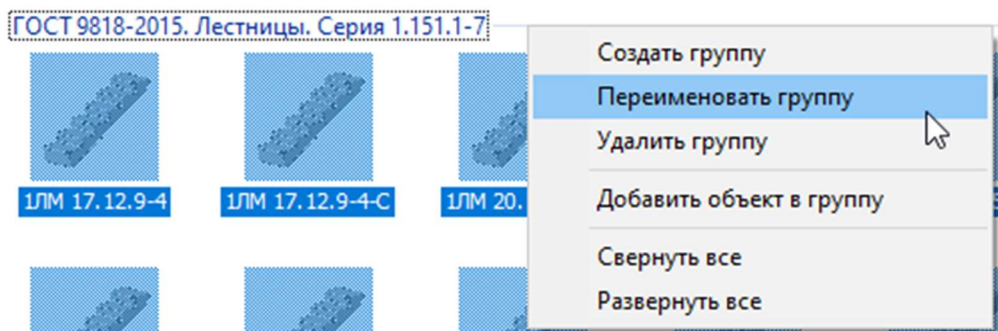 ГОСТ 9818-2015. Лестницы. Серия 1.151.1-7
Создать группу
Переименовать группу
Удалить группу
Добавить объект в группу
Свернуть все
Развернуть все
1ЛМ 17.12.9-4
1ЛМ 17.12.9-4-С
1ЛМ 20.